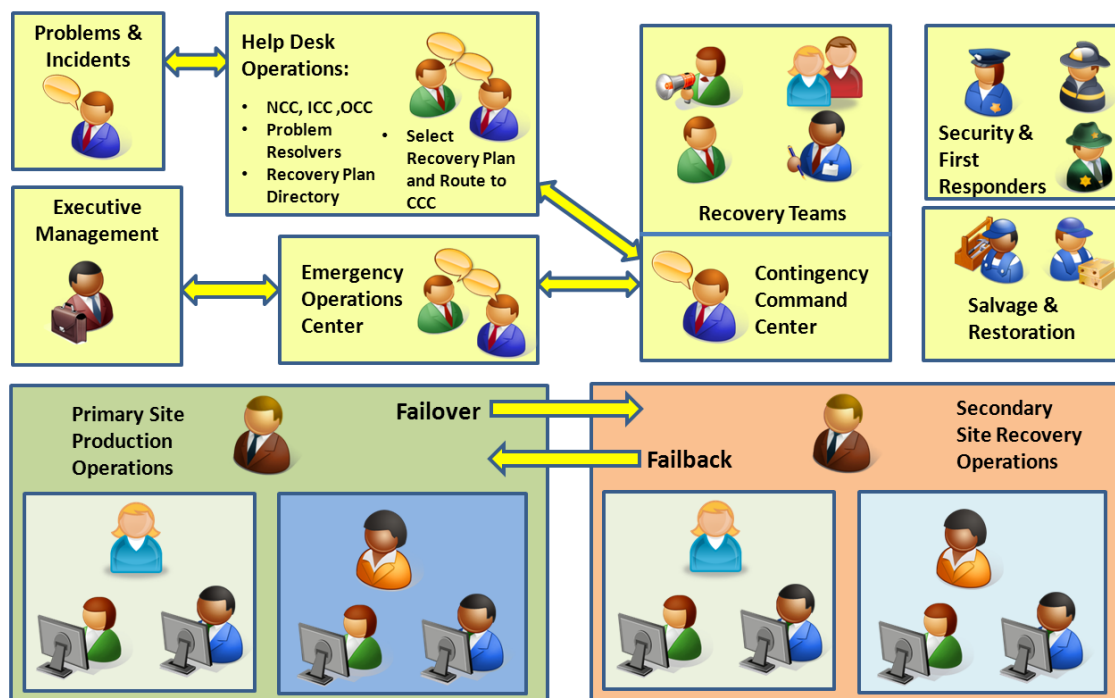 Problems &
Incidents
Help Desk
Operations:
• NCC, ICC ,OCC
• Problem
Resolvers
• Recovery Plan
Directory
• Select
Recovery Plan
and Route to
CCC
Recovery Teams
Security &
First
Responders
Executive
Management
Emergency
Operations
Center
Contingency
Command
Center
Salvage &
Restoration
Primary Site
Production
Operations
Failover
Failback
Secondary
Site Recovery
Operations